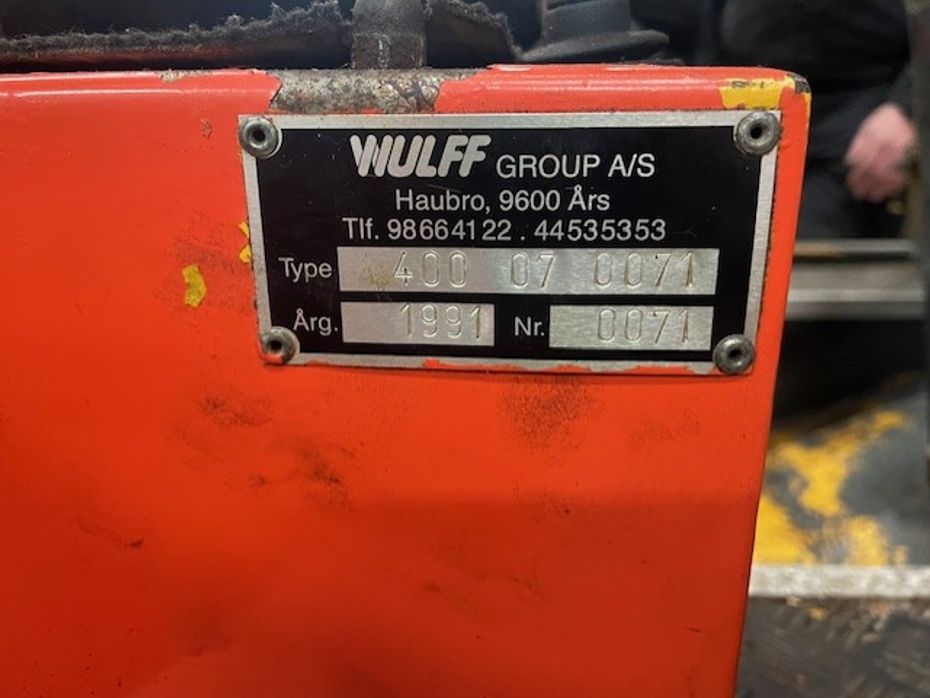 WULFF GROUP A/S
Haubro, 9600 Års
Tlf. 98664122 . 44535353
Type 400 07 0071
Årg. 1991 Nr. 0071